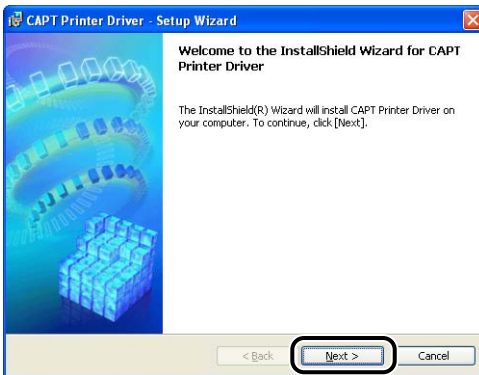 CAPT Printer Driver - Setup Wizard
Welcome to the InstallShield Wizard for CAPT
Printer Driver
The InstallShield(R) Wizard will install CAPT Printer Driver on
your computer. To continue, click [Next].
< Back Next > Cancel